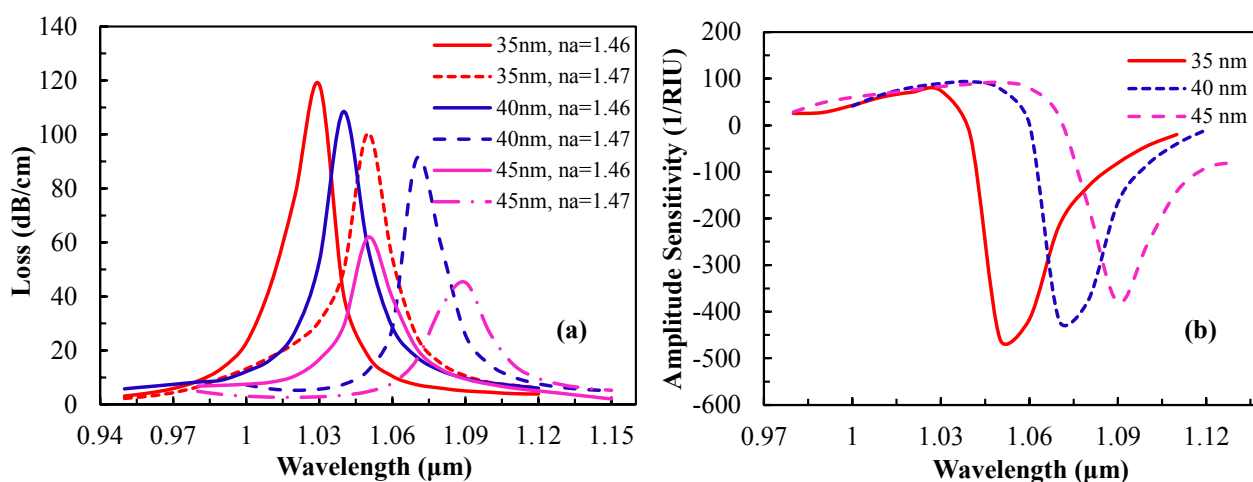 Loss (dB/cm)
140
120
100
80
60
40
20
0
0.94
0.97
1
1.03
1.06
1.09
1.12
1.15
Wavelength (µm)
35nm, na=1.46
35nm, na=1.47
40nm, na=1.46
40nm, na=1.47
45nm, na=1.46
45nm, na=1.47
(a)
Amplitude Sensitivity (1/RIU)
200
100
0
-100
-200
-300
-400
-500
-600
0.97
1
1.03
1.06
1.09
1.12
Wavelength (µm)
35 nm
40 nm
45 nm
(b)